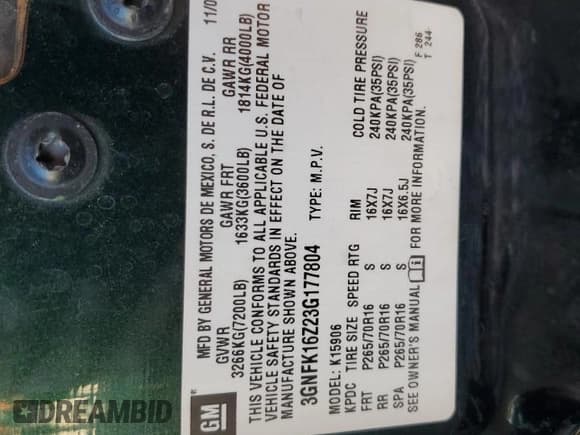 GM
MFD BY GENERAL MOTORS DE MEXICO, S. DE R.L. DE C.V. 11/0
GVWR GAWR FRT GAWR RR
3266KG(7200LB) 1633KG(3600LB) 1814KG(4000LB)
THIS VEHICLE CONFORMS TO ALL APPLICABLE U.S. FEDERAL MOTOR
VEHICLE SAFETY STANDARDS IN EFFECT ON THE DATE OF
MANUFACTURE SHOWN ABOVE.
3GNFK16Z23G177804 TYPE: M.P.V.
MODEL: K15906
KPDC TIRE SIZE SPEED RTG RIM COLD TIRE PRESSURE
FRT P265/70R16 S 16X7J 240KPA(35PSI)
RR P265/70R16 S 16X7J 240KPA(35PSI)
SPA P265/70R16 S 16X6.5J 240KPA(35PSI)
SEE OWNER'S MANUAL FOR MORE INFORMATION.
F 286
T 244
DREAMBID